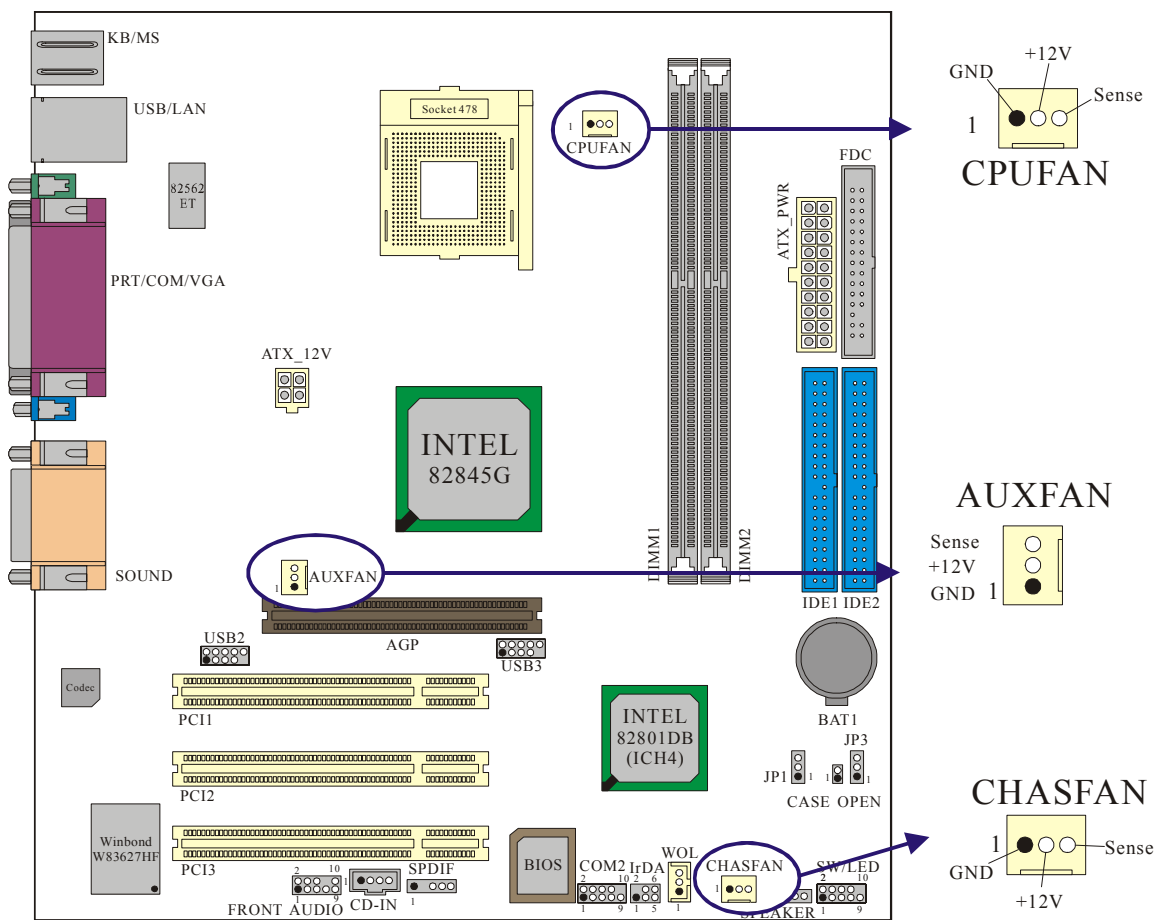 KB/MS
USB/LAN
82562
ET
PRT/COM/VGA
SOUND
Socket 478
1
CPUFAN
FDC
ATX_PWR
ATX_12V
INTEL
82845G
DIMM1
DIMM2
IDE1
IDE2
1
AUXFAN
AGP
USB2
USB3
Codec
PCI1
PCI2
PCI3
INTEL
82801DB
(ICH4)
BAT1
JP3
JP1
1
1
CASE OPEN
Winbond
W83627HF
2
10
1
9
FRONT AUDIO
1
CD-IN
SPDIF
1
BIOS
COM2
2
10
1
9
IrDA
2
6
1
5
WOL
1
CHASFAN
1
SPEAKER
SW/LED
2
10
1
9
GND
+12V
Sense
1
CPUFAN
AUXFAN
Sense
+12V
GND
1
CHASFAN
1
GND
Sense
+12V